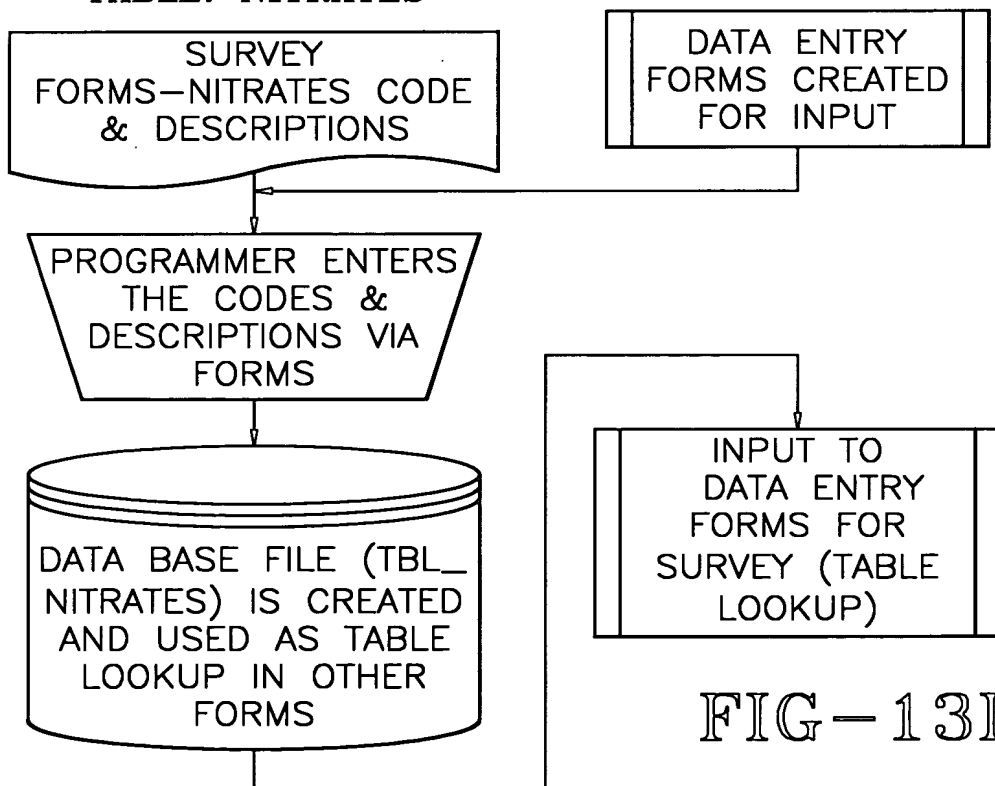 TABLE: NITRATES
SURVEY
FORMS–NITRATES CODE
& DESCRIPTIONS
DATA ENTRY
FORMS CREATED
FOR INPUT
PROGRAMMER ENTERS
THE CODES &
DESCRIPTIONS VIA
FORMS
DATA BASE FILE (TBL_
NITRATES) IS CREATED
AND USED AS TABLE
LOOKUP IN OTHER
FORMS
INPUT TO
DATA ENTRY
FORMS FOR
SURVEY (TABLE
LOOKUP)
FIG–13